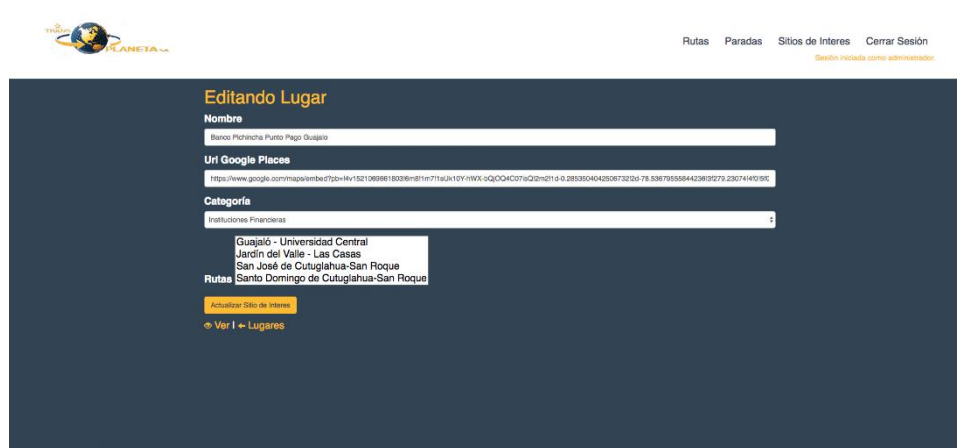 TRANS
PLANETA S.A.
Rutas Paradas Sitios de Interes Cerrar Sesión
Sesión iniciada como administrador
Editando Lugar
Nombre
Banco Pichincha Punto Pago Guajalo
Url Google Places
Categoría
Instituciones Financieras
Guajaló - Universidad Central
Jardín del Valle - Las Casas
San José de Cutuglahua-San Roque
Rutas Santo Domingo de Cutuglahua-San Roque
Actualizar Sitio de Interes
Ver | ← Lugares